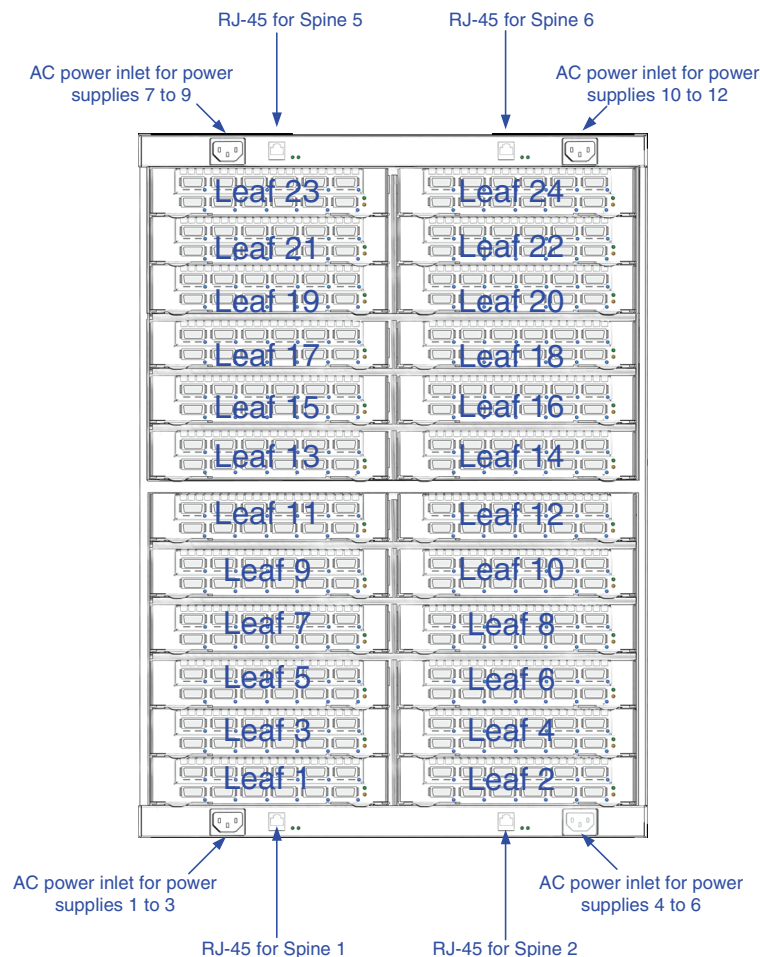 RJ-45 for Spine 5
RJ-45 for Spine 6
AC power inlet for power
supplies 7 to 9
AC power inlet for power
supplies 10 to 12
Leaf 23
Leaf 24
Leaf 21
Leaf 22
Leaf 19
Leaf 20
Leaf 17
Leaf 18
Leaf 15
Leaf 16
Leaf 13
Leaf 14
Leaf 11
Leaf 12
Leaf 9
Leaf 10
Leaf 7
Leaf 8
Leaf 5
Leaf 6
Leaf 3
Leaf 4
Leaf 1
Leaf 2
AC power inlet for power
supplies 1 to 3
AC power inlet for power
supplies 4 to 6
RJ-45 for Spine 1
RJ-45 for Spine 2